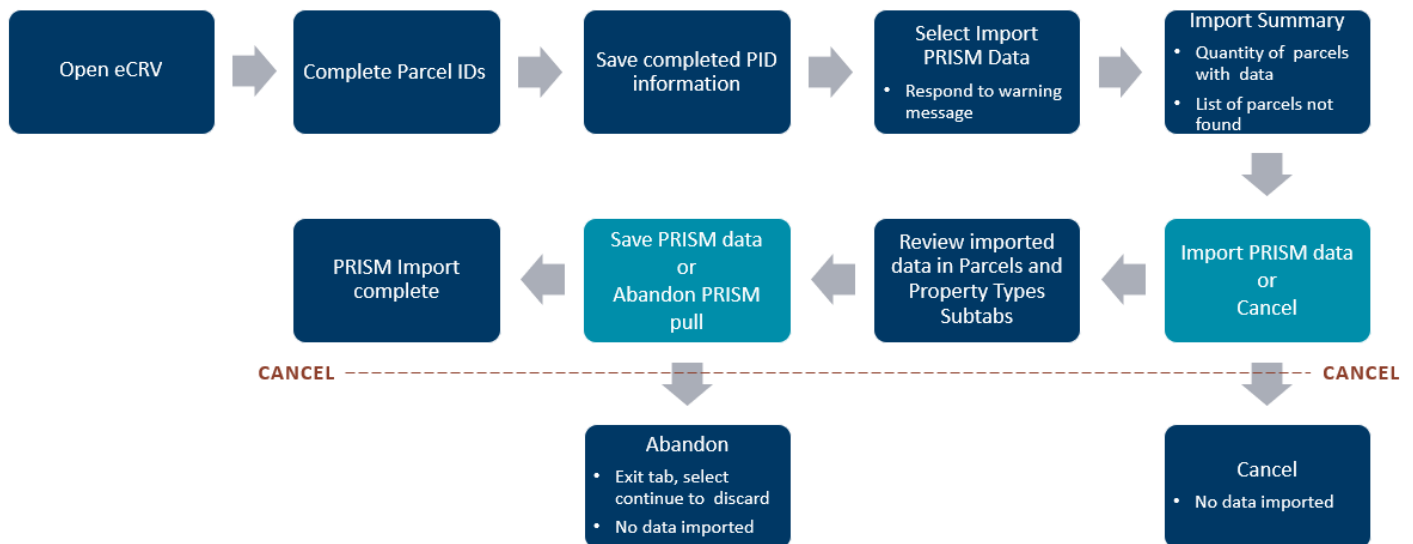 Open eCRV
Complete Parcel IDs
Save completed PID
information
Select Import
PRISM Data
• Respond to warning
message
Import Summary
• Quantity of parcels
with data
• List of parcels not
found
PRISM Import
complete
Save PRISM data
or
Abandon PRISM
pull
Review imported
data in Parcels and
Property Types
Subtabs
Import PRISM data
or
Cancel
CANCEL
CANCEL
Abandon
• Exit tab, select
continue to discard
• No data imported
Cancel
• No data imported